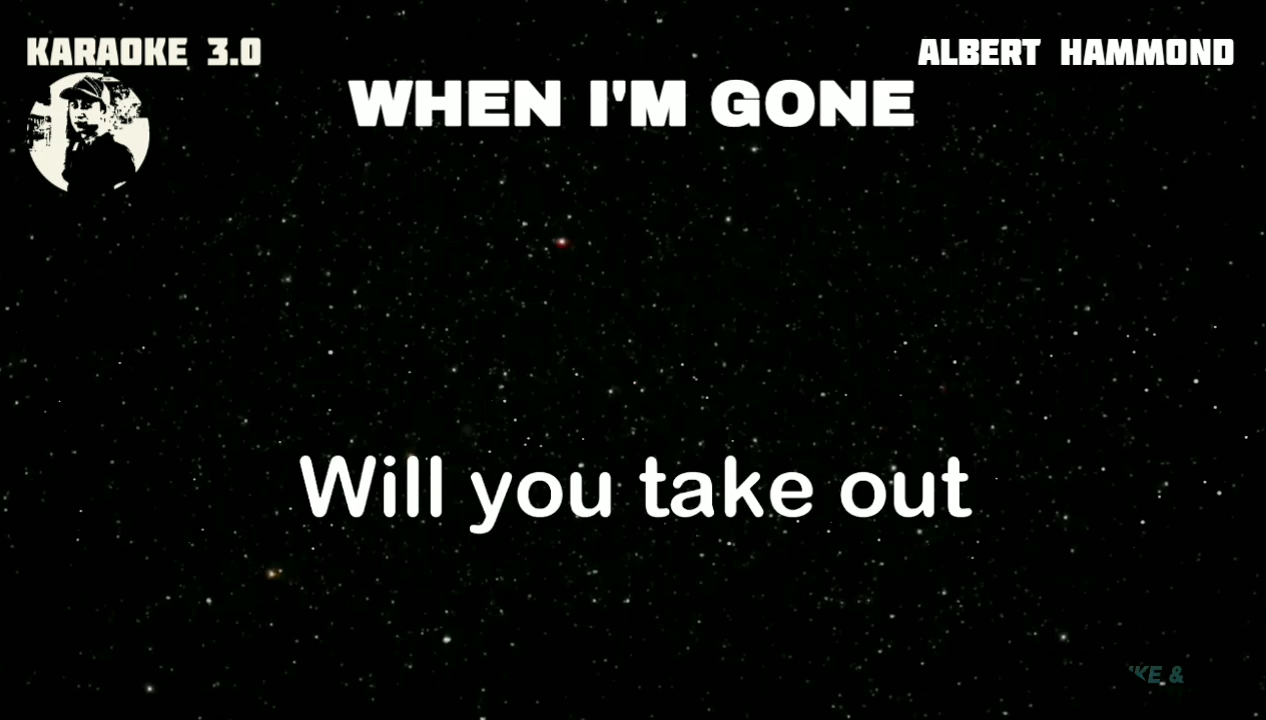 KARAOKE 3.0
ALBERT HAMMOND
WHEN I'M GONE
Will you take out
&